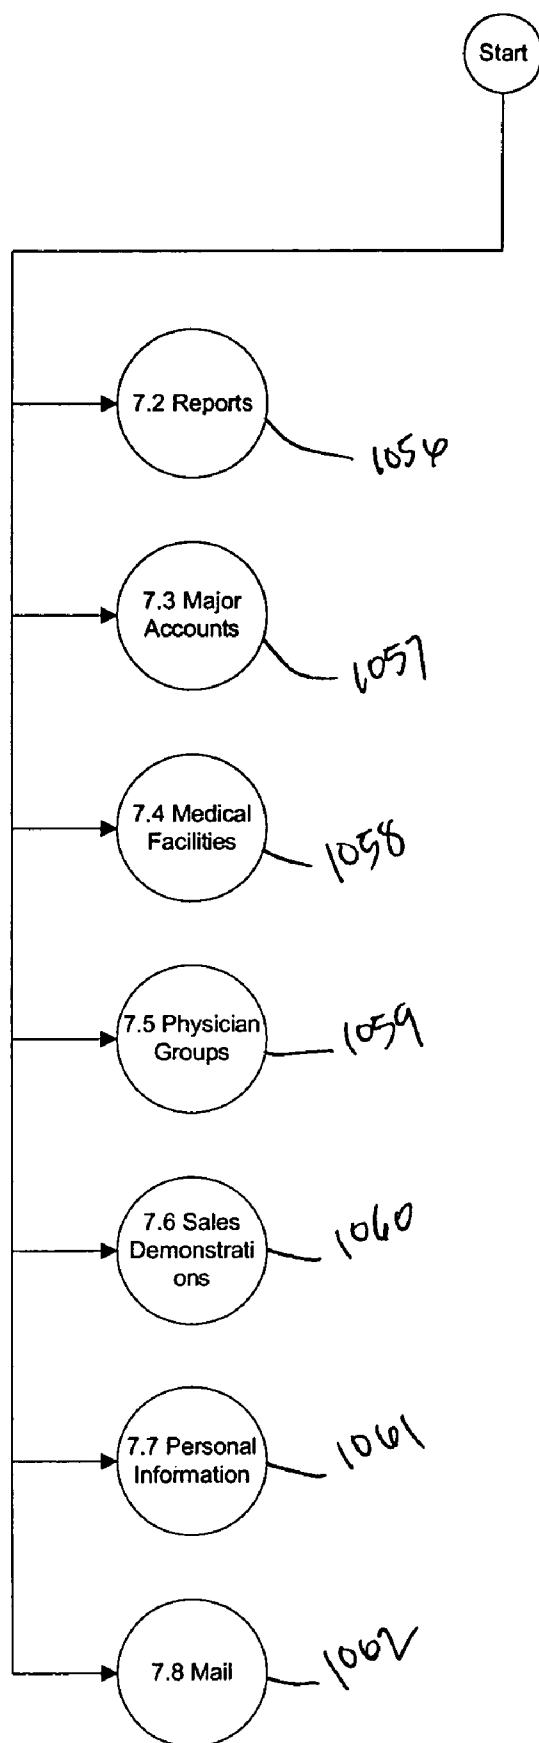 Start
7.2 Reports
1056
7.3 Major
Accounts
1057
7.4 Medical
Facilities
1058
7.5 Physician
Groups
1059
7.6 Sales
Demonstrati
ons
1060
7.7 Personal
Information
1061
7.8 Mail
1062